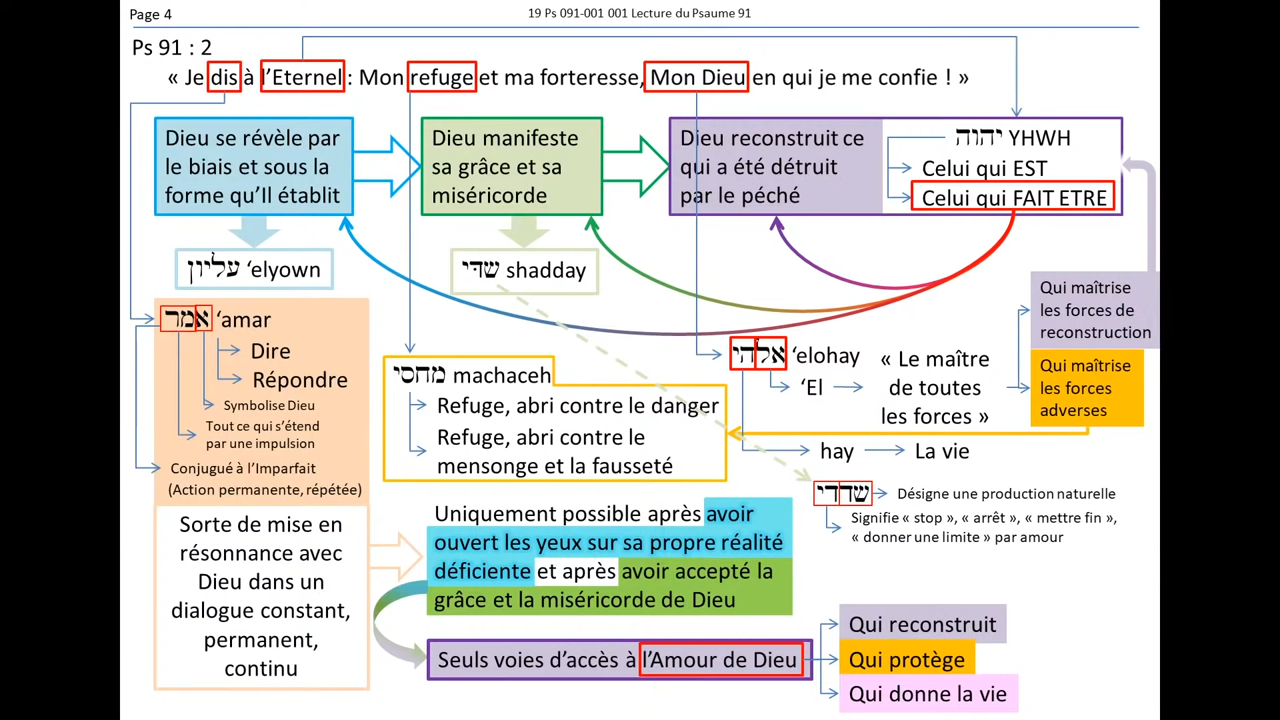 Page 4
19 Ps 091-001 001 Lecture du Psaume 91
Ps 91 : 2
« Je dis à l’Eternel : Mon refuge et ma forteresse, Mon Dieu en qui je me confie ! »
Dieu se révèle par
le biais et sous la
forme qu’Il établit
Dieu manifeste
sa grâce et sa
miséricorde
Dieu reconstruit ce
qui a été détruit
par le péché
יהוה YHWH
Celui qui EST
Celui qui FAIT ETRE
עליון ‘elyown
שדי shadday
אמר ‘amar
Dire
Répondre
Symbolise Dieu
Tout ce qui s’étend
par une impulsion
Conjugué à l’Imparfait
(Action permanente, répétée)
Sorte de mise en
résonnance avec
Dieu dans un
dialogue constant,
permanent,
continu
מחסי machaceh
Refuge, abri contre le danger
Refuge, abri contre le
mensonge et la fausseté
אלהי ‘elohay
‘El
« Le maître
de toutes
les forces »
hay
La vie
Qui maîtrise
les forces de
reconstruction
Qui maîtrise
les forces
adverses
שדדי
Désigne une production naturelle
Signifie « stop », « arrêt », « mettre fin »,
« donner une limite » par amour
Uniquement possible après avoir
ouvert les yeux sur sa propre réalité
déficiente et après avoir accepté la
grâce et la miséricorde de Dieu
Seuls voies d’accès à l’Amour de Dieu
Qui reconstruit
Qui protège
Qui donne la vie